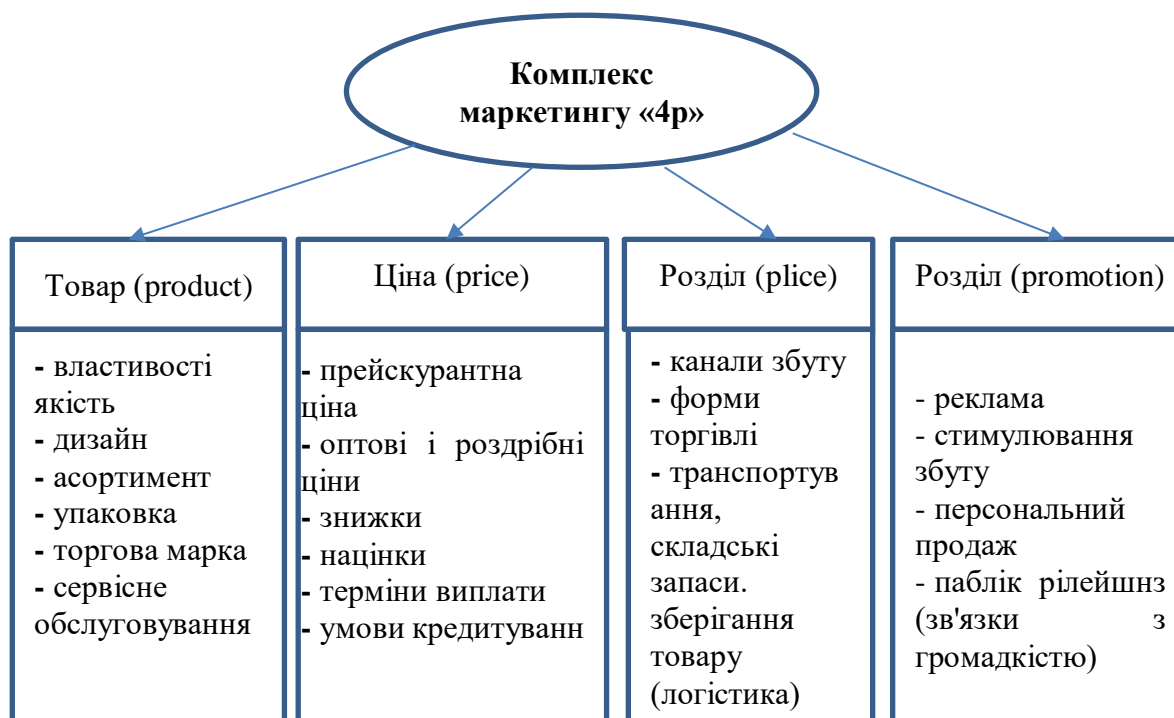 Комплекс
маркетингу «4р»
Товар (product)
- властивості
якість
- дизайн
- асортимент
- упаковка
- торгова марка
- сервісне
обслуговування
Ціна (price)
- прейскурантна
ціна
- оптові і роздрібні
ціни
- знижки
- націнки
- терміни виплати
- умови кредитуванн
Розділ (plice)
- канали збуту
- форми
торгівлі
- транспортув
ання,
складські
запаси.
зберігання
товару
(логістика)
Розділ (promotion)
- реклама
- стимулювання
збуту
- персональний
продаж
- паблік рілейшнз
(зв'язки з
громадкістю)